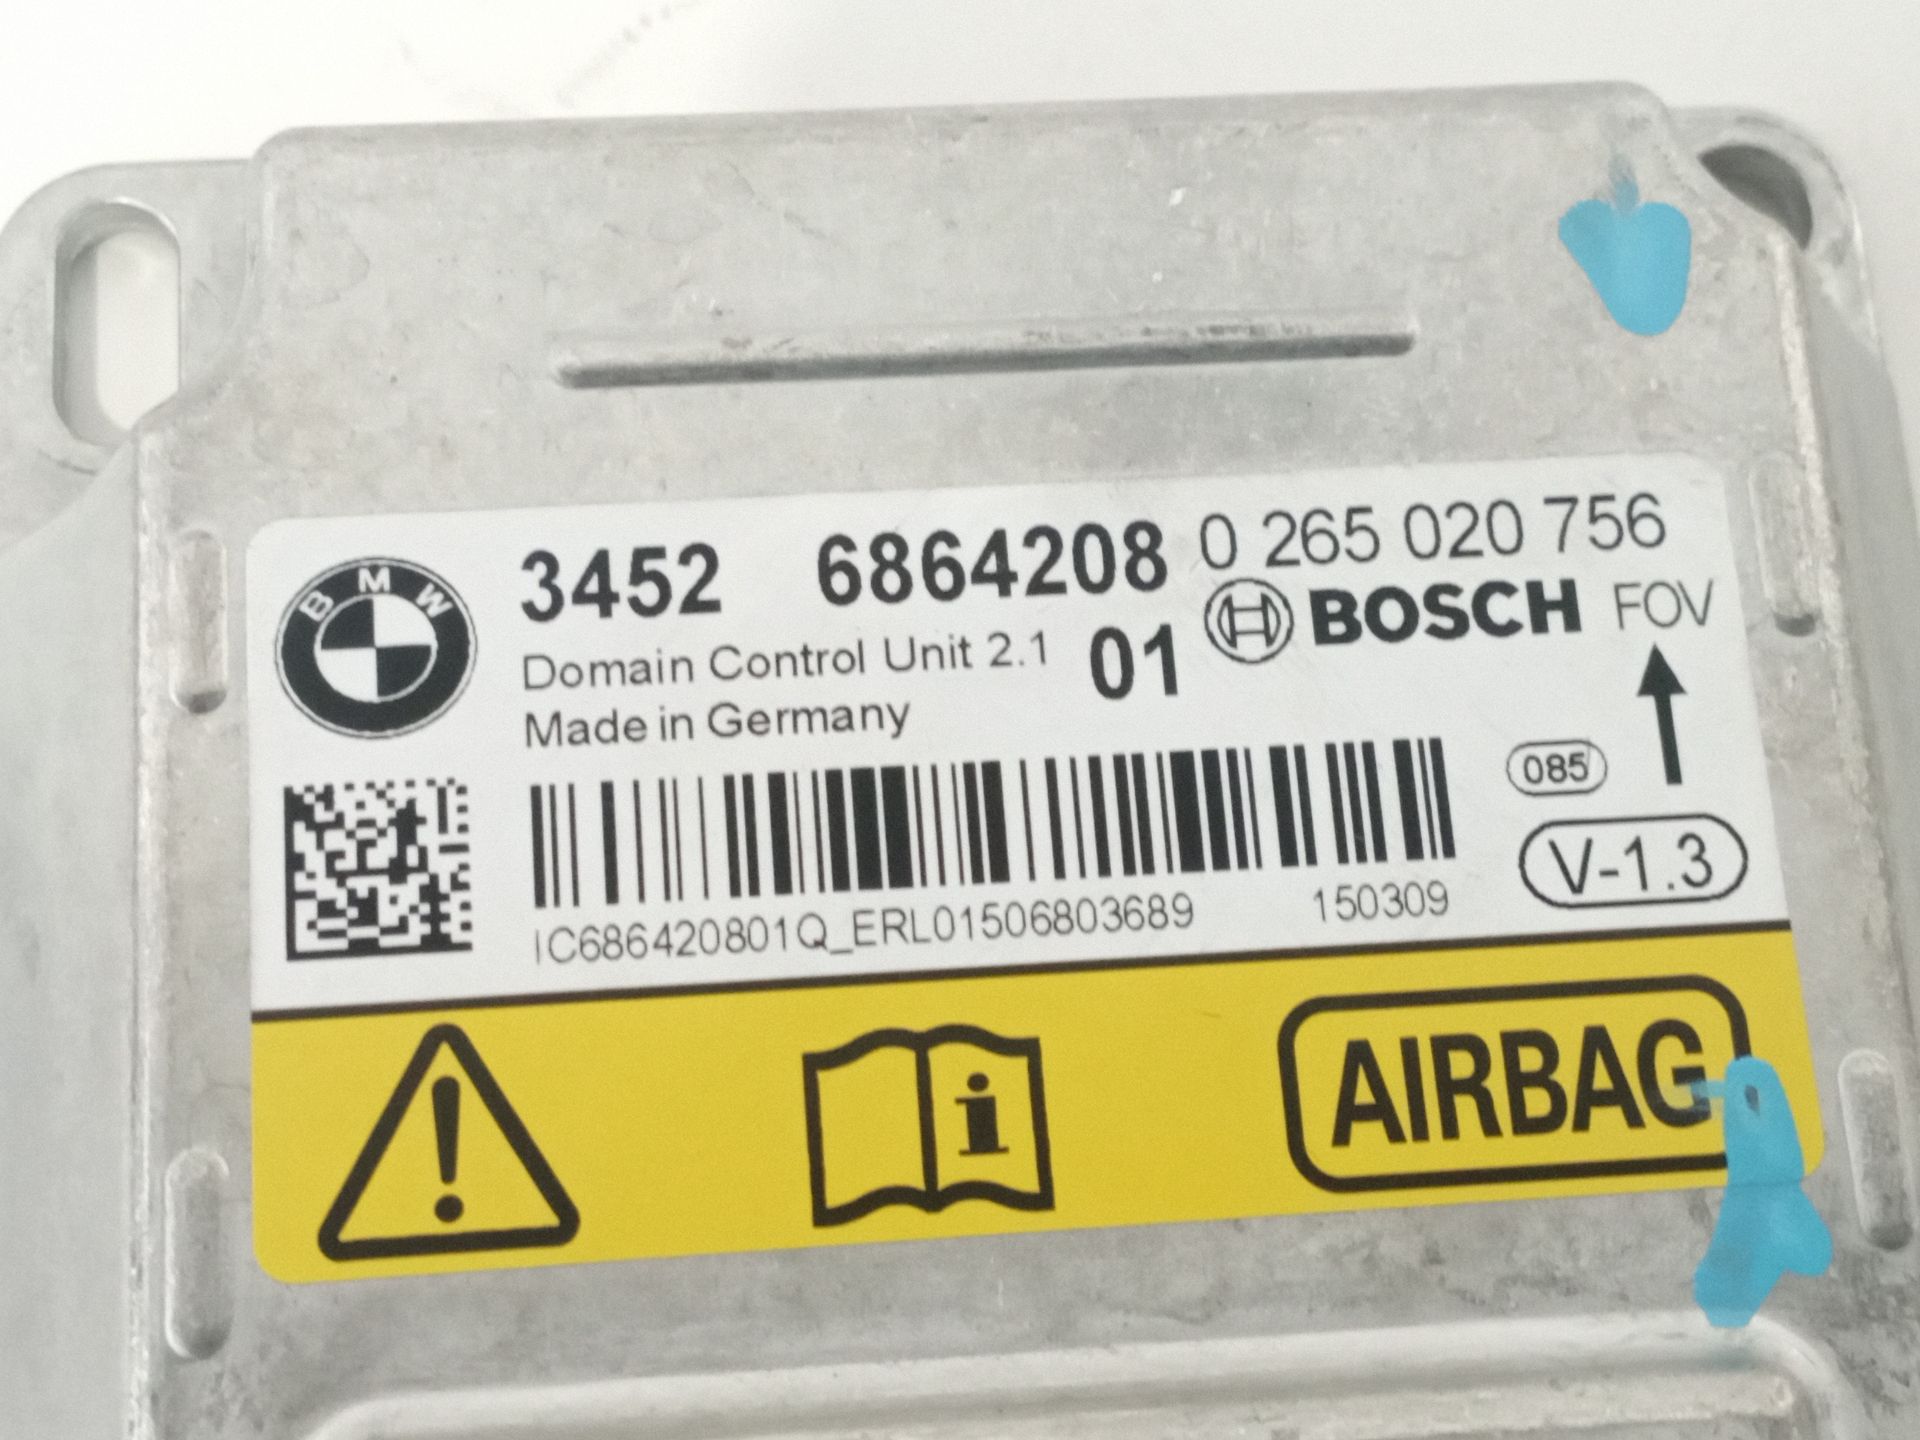 BMW
3452 6864208 0 265 020 756
Domain Control Unit 2.1 01 BOSCH FOV
Made in Germany
085
V-1.3
IC686420801Q_ERL01506803689 150309
AIRBAG